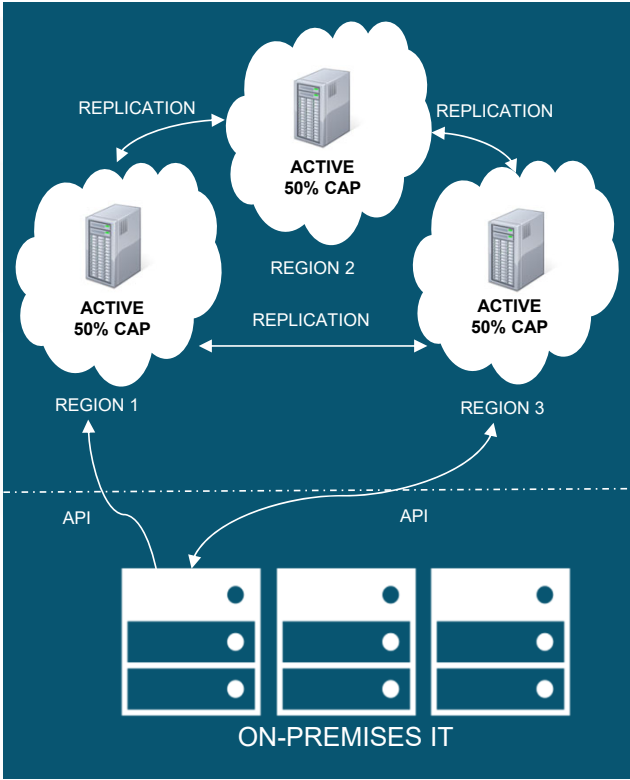 REPLICATION
REPLICATION
ACTIVE
50% CAP
REGION 2
ACTIVE
50% CAP
REPLICATION
ACTIVE
50% CAP
REGION 1
REGION 3
API
API
ON-PREMISES IT